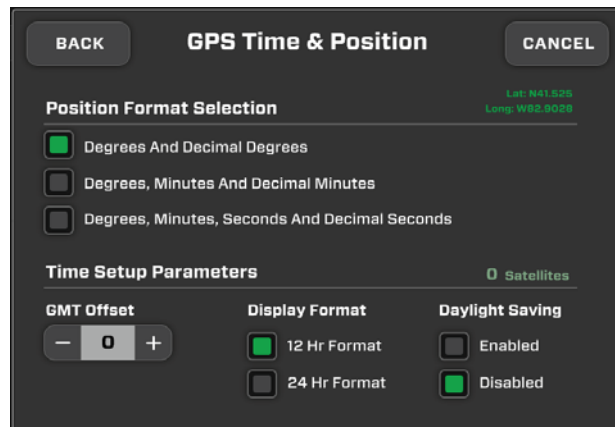 BACK GPS Time & Position CANCEL
Lat: N41.525
Position Format Selection Long: W82.9028
Degrees And Decimal Degrees
Degrees, Minutes And Decimal Minutes
Degrees, Minutes, Seconds And Decimal Seconds
Time Setup Parameters 0 Satellites
GMT Offset Display Format Daylight Saving
− 0 + 12 Hr Format Enabled
24 Hr Format Disabled